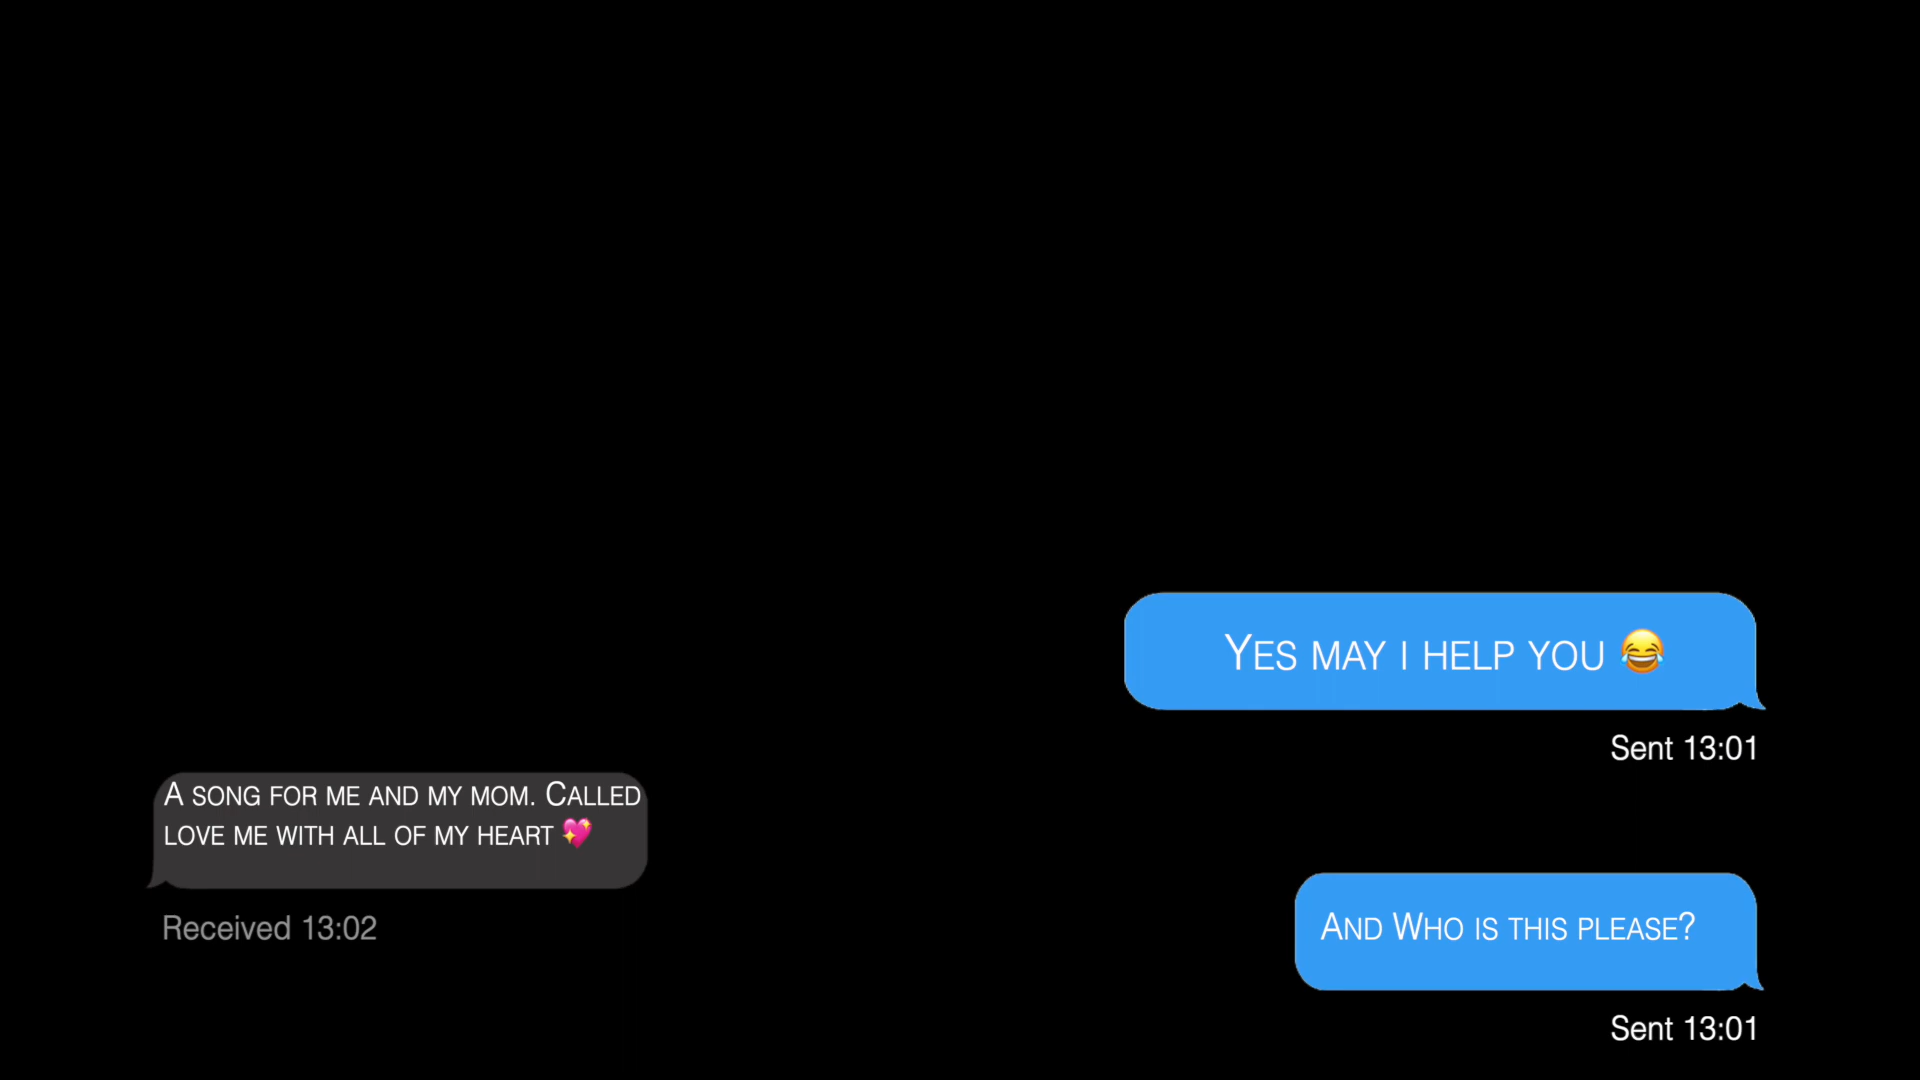 Yes may i help you 😂
Sent 13:01
A song for me and my mom. Called
love me with all of my heart 💖
Received 13:02
And Who is this please?
Sent 13:01